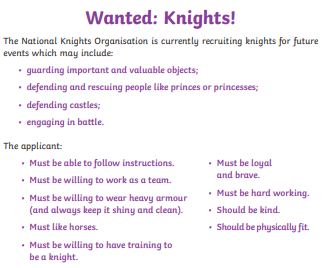 Wanted: Knights!
The National Knights Organisation is currently recruiting knights for future
events which may include:
• guarding important and valuable objects;
• defending and rescuing people like princes or princesses;
• defending castles;
• engaging in battle.
The applicant:
• Must be able to follow instructions.
• Must be willing to work as a team.
• Must be willing to wear heavy armour
(and always keep it shiny and clean).
• Must like horses.
• Must be willing to have training to
be a knight.
• Must be loyal
and brave.
• Must be hard working.
• Should be kind.
• Should be physically fit.